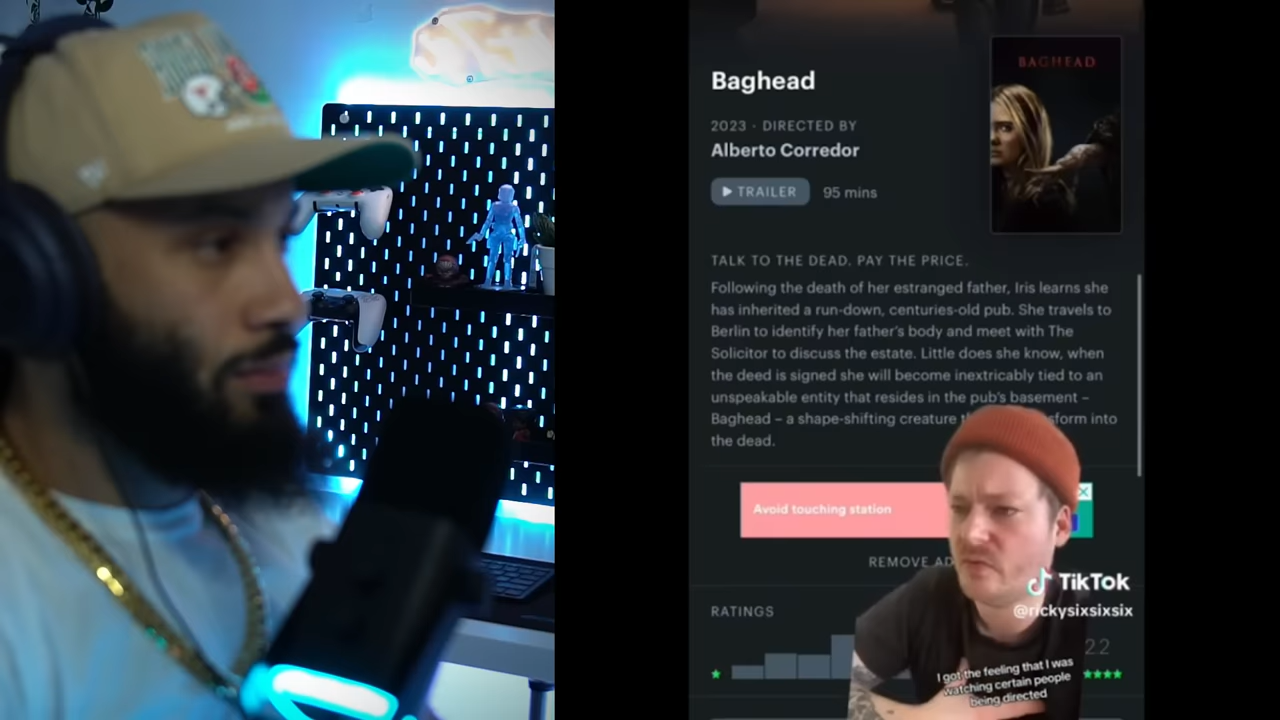 BAGHEAD
Baghead
2023 · DIRECTED BY
Alberto Corredor
TRAILER 95 mins
TALK TO THE DEAD. PAY THE PRICE.
Following the death of her estranged father, Iris learns she
has inherited a run-down, centuries-old pub. She travels to
Berlin to identify her father's body and meet with The
Solicitor to discuss the estate. Little does she know, when
the deed is signed she will become inextricably tied to an
unspeakable entity that resides in the pub's basement –
Baghead – a shape-shifting creature
the dead.
Avoid touching station
REMOVE AD
TikTok
@rickysixsixsix
RATINGS
2.2
I got the feeling that I was
watching certain people
being directed